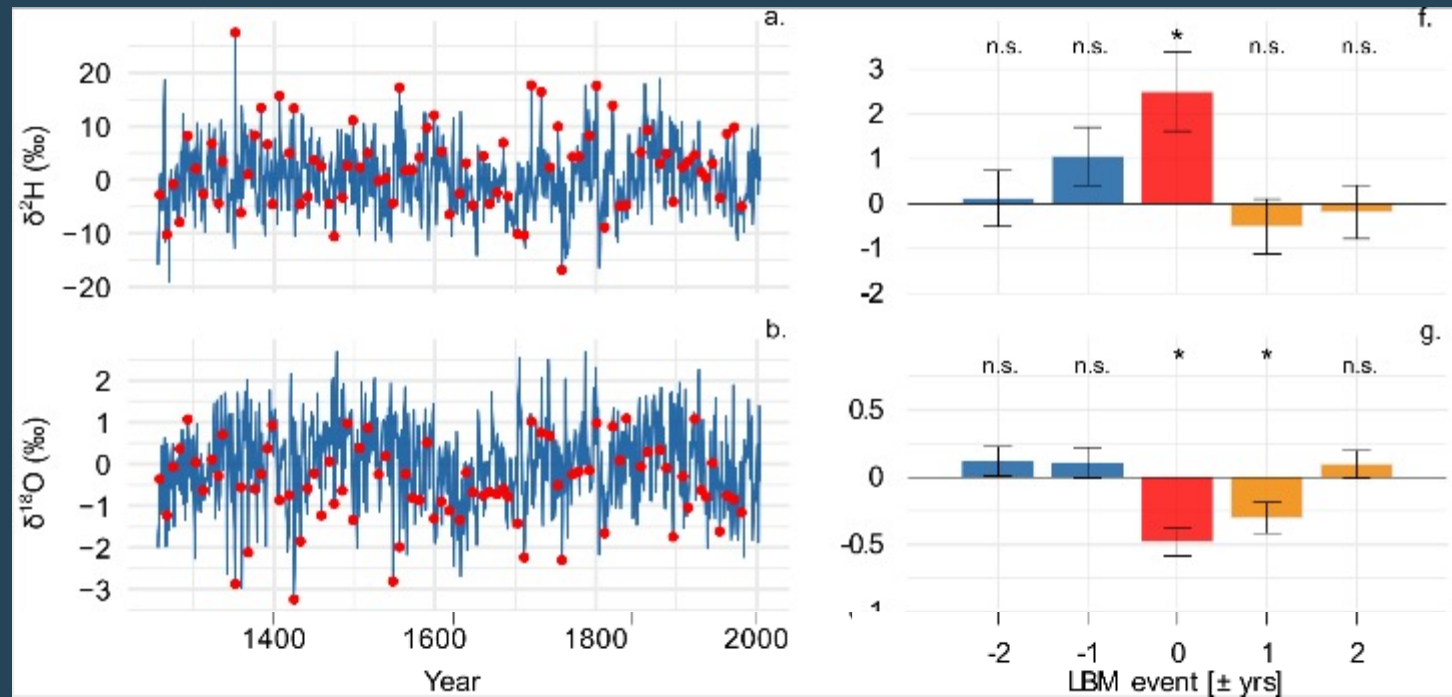 a.
δ²H (‰)
20
10
0
−10
−20
b.
δ¹⁸O (‰)
2
1
0
−1
−2
−3
1400
1600
1800
2000
Year
f.
n.s.
n.s.
*
n.s.
n.s.
3
2
1
0
-1
-2
g.
n.s.
n.s.
*
*
n.s.
0.5
0
-0.5
-2
-1
0
1
2
LBM event [± yrs]